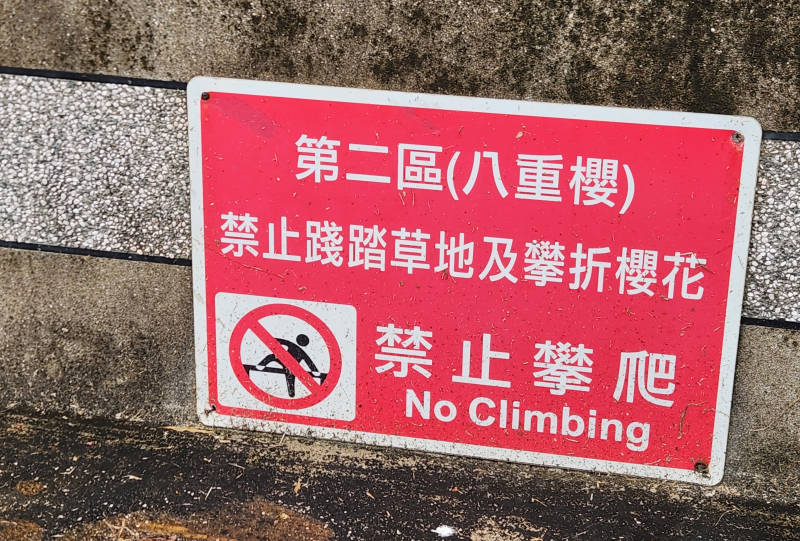 第二區(八重櫻)
禁止踐踏草地及攀折櫻花
禁止攀爬
No Climbing